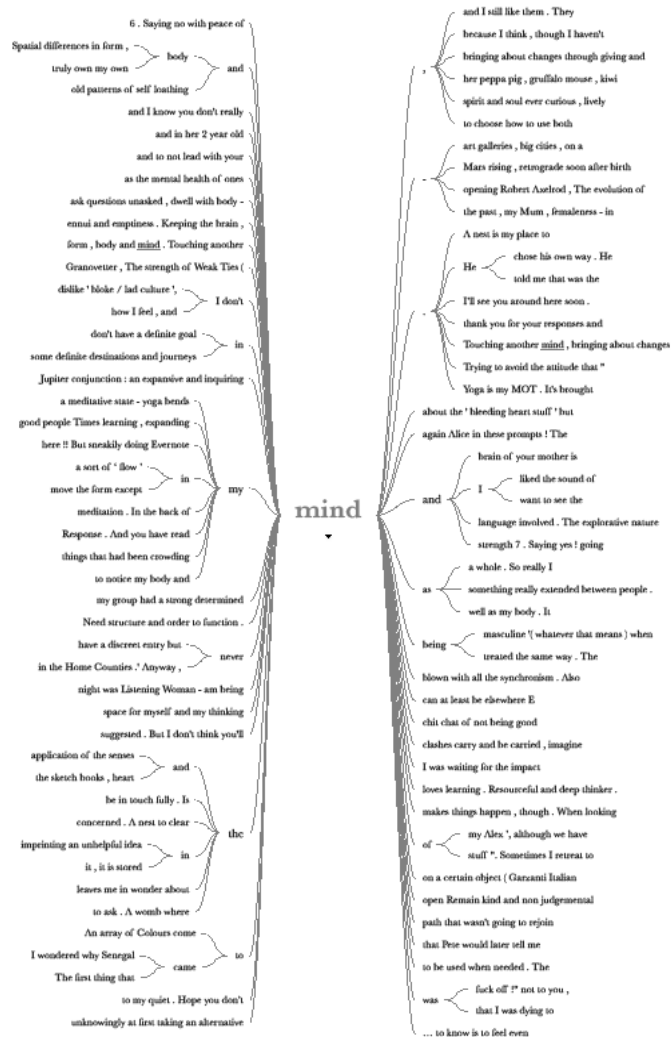 6 . Saying no with peace of
Spatial differences in form ,
body
truly own my own
and
old patterns of self loathing
and I know you don't really
and in her 2 year old
and to not lead with your
as the mental health of ones
ask questions unasked , dwell with body -
ennui and emptiness . Keeping the brain ,
form , body and mind . Touching another
Granovetter , The strength of Weak Ties (
dislike ' bloke / lad culture ' ,
I don't
how I feel , and
don't have a definite goal
in
some definite destinations and journeys
Jupiter conjunction : an expansive and inquiring
a meditative state - yoga bends
good people Times learning , expanding
here !! But sneakily doing Evernote
a sort of ' flow '
in
move the form except
my
meditation . In the back of
Response . And you have read
things that had been crowding
to notice my body and
my group had a strong determined
Need structure and order to function .
have a discreet entry but
never
in the Home Counties .' Anyway ,
night was Listening Woman - am being
space for myself and my thinking
suggested . But I don't think you'll
application of the senses
and
the sketch books , heart
be in touch fully . Is
concerned . A nest to clear
the
imprinting an unhelpful idea
in
it , it is stored
leaves me in wonder about
to ask . A womb where
An array of Colours come
to
I wondered why Senegal
came
The first thing that
to my quiet . Hope you don't
unknowingly at first taking an alternative
mind
,
and I still like them . They
because I think , though I haven't
bringing about changes through giving and
her peppa pig , gruffalo mouse , kiwi
spirit and soul ever curious , lively
to choose how to use both
-
art galleries , big cities , on a
Mars rising , retrograde soon after birth
opening Robert Axelrod , The evolution of
the past , my Mum , femaleness - in
.
A nest is my place to
He
chose his own way . He
told me that was the
I'll see you around here soon .
thank you for your responses and
Touching another mind , bringing about changes
Trying to avoid the attitude that "
Yoga is my MOT . It's brought
about the ' bleeding heart stuff ' but
again Alice in these prompts ! The
and
brain of your mother is
I
liked the sound of
want to see the
language involved . The explorative nature
strength 7 . Saying yes ! going
as
a whole . So really I
something really extended between people .
well as my body . It
being
masculine '( whatever that means ) when
treated the same way . The
blown with all the synchronism . Also
can at least be elsewhere E
chit chat of not being good
clashes carry and be carried , imagine
I was waiting for the impact
loves learning . Resourceful and deep thinker .
makes things happen , though . When looking
of
my Alex ', although we have
stuff ". Sometimes I retreat to
on a certain object ( Garzanti Italian
open Remain kind and non judgemental
path that wasn't going to rejoin
that Pete would later tell me
to be used when needed . The
was
fuck off !" not to you ,
that I was dying to
... to know is to feel even